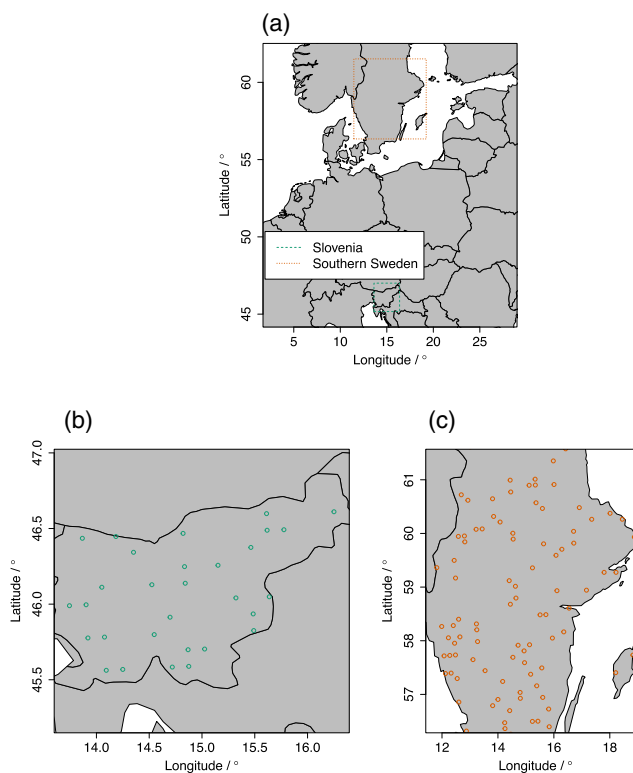 (a)
60
55
50
45
Latitude / °
Slovenia
Southern Sweden
5 10 15 20 25
Longitude / °
(b)
47.0
46.5
46.0
45.5
Latitude / °
14.0 14.5 15.0 15.5 16.0
Longitude / °
(c)
61
60
59
58
57
Latitude / °
12 14 16 18
Longitude / °